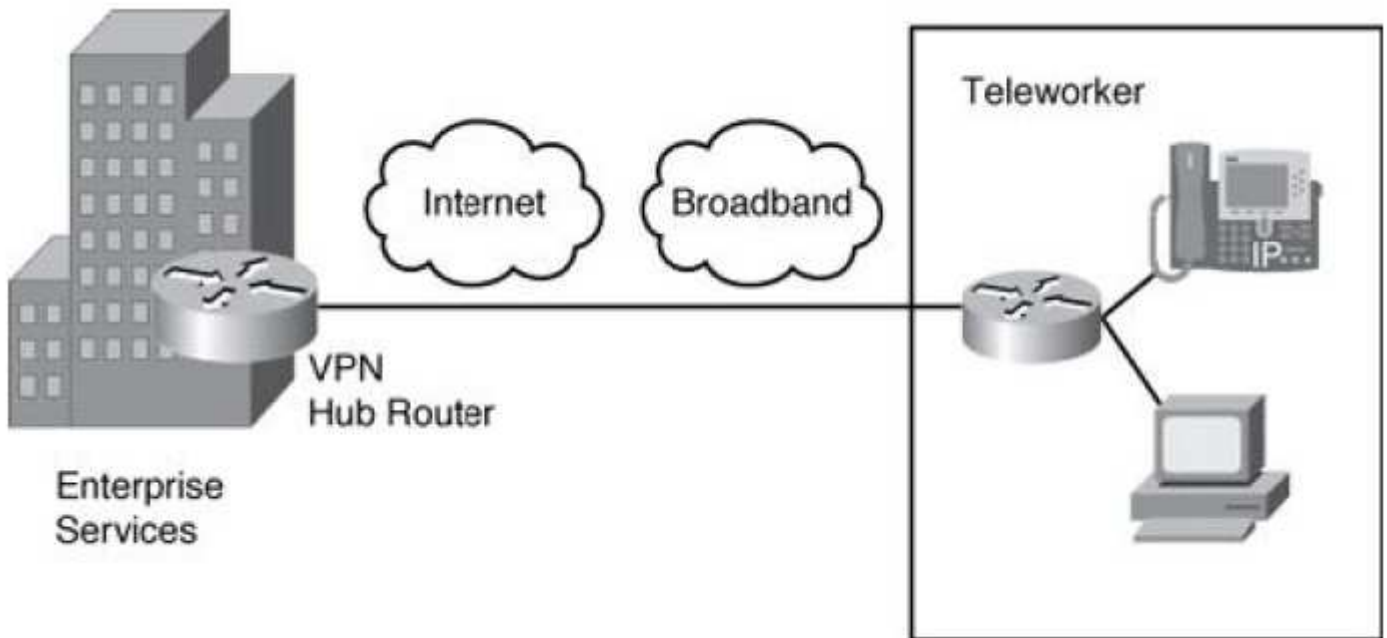 Teleworker
Internet
Broadband
IP
VPN
Hub Router
Enterprise
Services